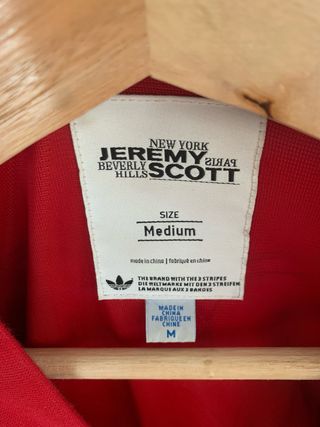 NEW YORK
JEREMY PARIS
BEVERLY SCOTT
HILLS
SIZE
Medium
made in china | fabriqué en chine
THE BRAND WITH THE 3 STRIPES
DIE WELTMARKE MIT DEN 3 STREIFEN
LA MARQUE AUX 3 BANDES
MADE IN
CHINA
FABRIQUE EN
CHINE
M